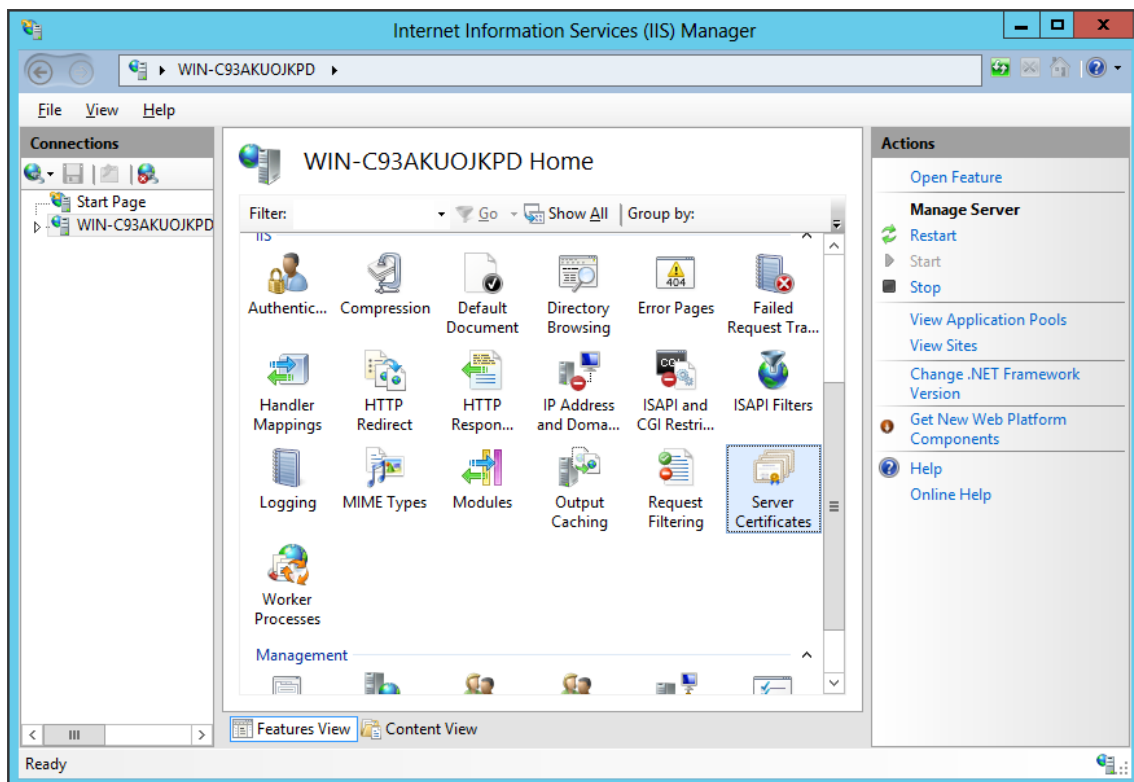 Internet Information Services (IIS) Manager
WIN-C93AKUOJKPD
File View Help
Connections
Start Page
WIN-C93AKUOJKPD
WIN-C93AKUOJKPD Home
Filter: Go Show All Group by:
IIS
Authentic... Compression Default Document Directory Browsing Error Pages Failed Request Tra...
Handler Mappings HTTP Redirect HTTP Respon... IP Address and Doma... ISAPI and CGI Restri... ISAPI Filters
Logging MIME Types Modules Output Caching Request Filtering Server Certificates
Worker Processes
Management
Features View Content View
Actions
Open Feature
Manage Server
Restart
Start
Stop
View Application Pools
View Sites
Change .NET Framework
Version
Get New Web Platform
Components
Help
Online Help
Ready